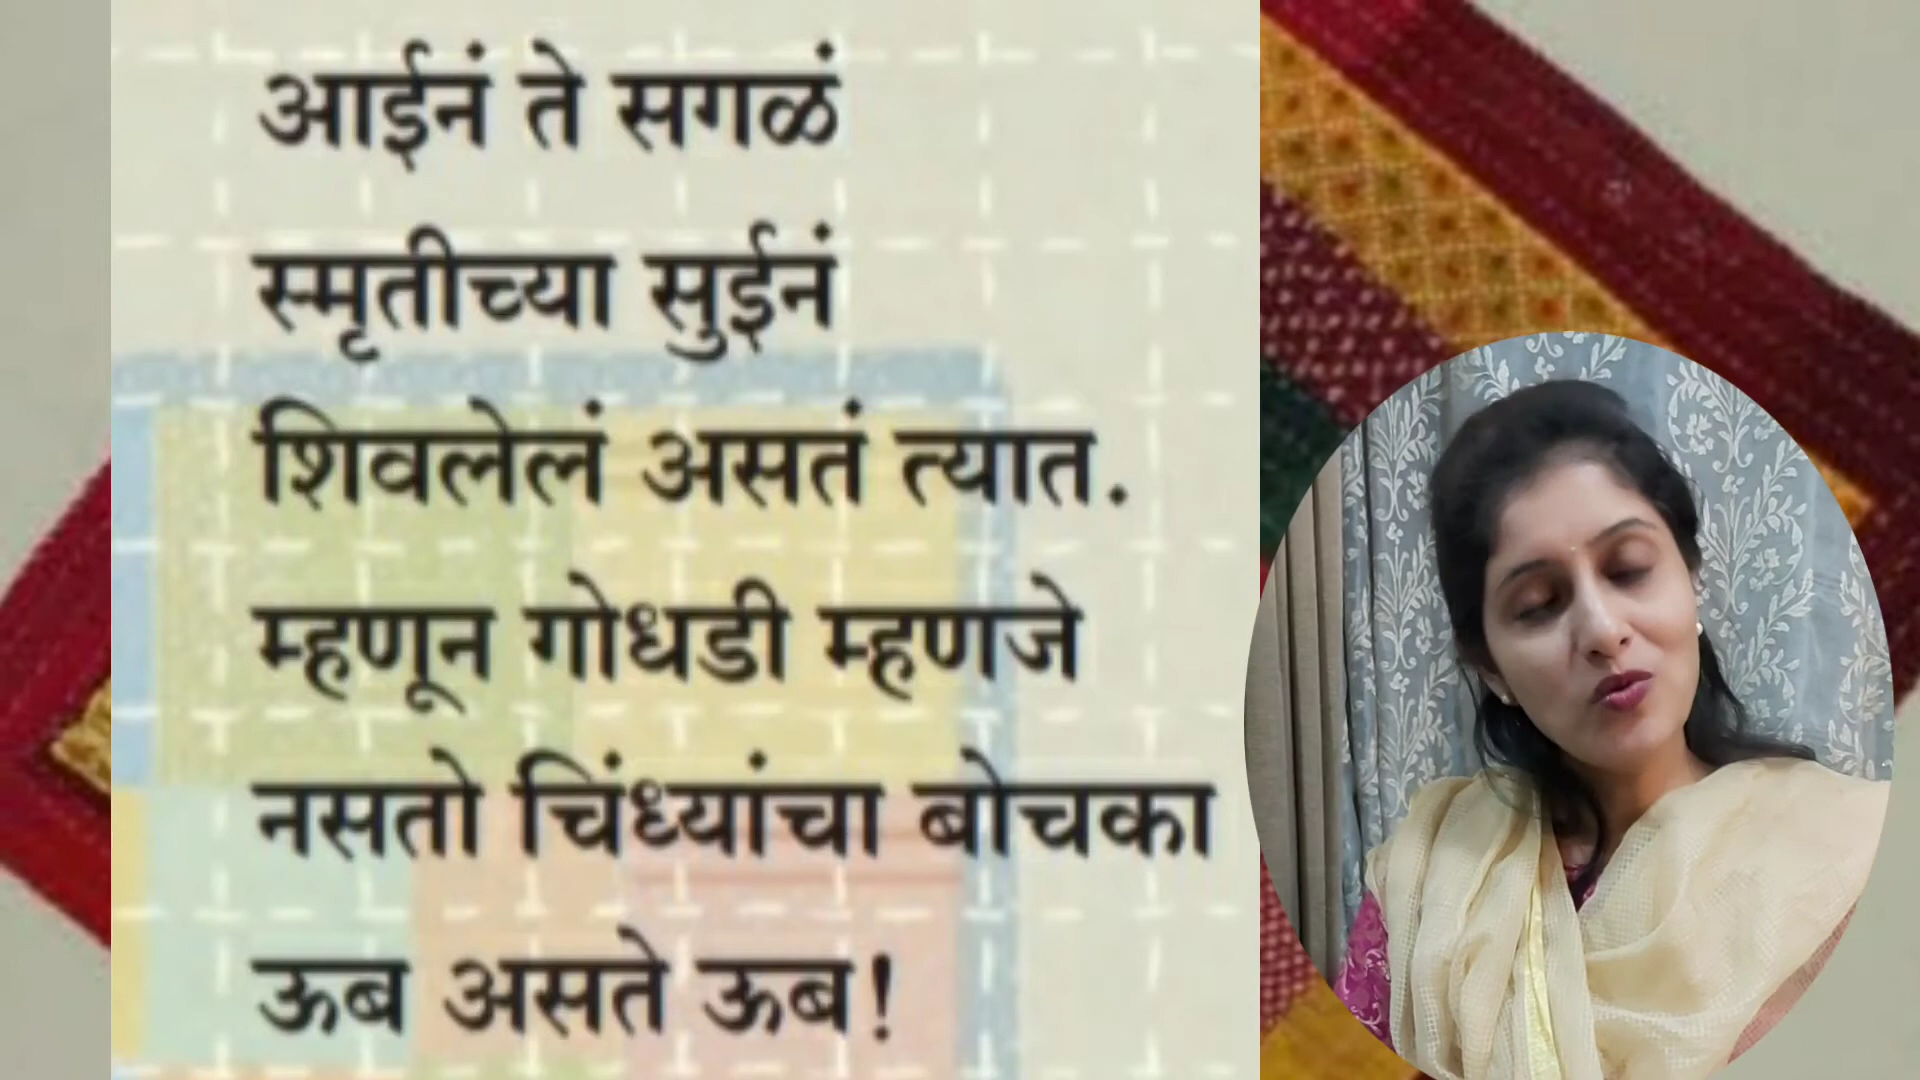 आईनं ते सगळं
स्मृतीच्या सुईनं
शिवलेलं असतं त्यात.
म्हणून गोधडी म्हणजे
नसतो चिंध्यांचा बोचका
ऊब असते ऊब!